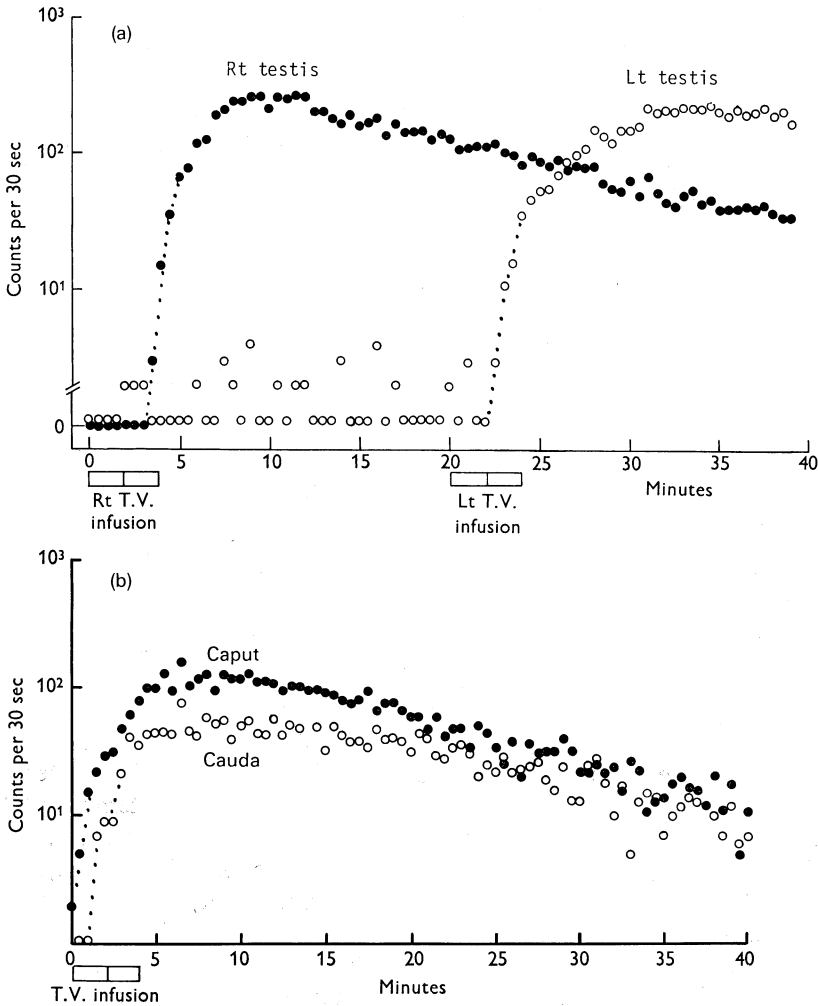 10³
(a)
Rt testis
Lt testis
10²
Counts per 30 sec
10¹
0
0 5 10 15 20 25 30 35 40
Rt T.V.
infusion
Lt T.V.
infusion
Minutes
10³
(b)
Caput
10²
Counts per 30 sec
Cauda
10¹
0 5 10 15 20 25 30 35 40
T.V. infusion
Minutes